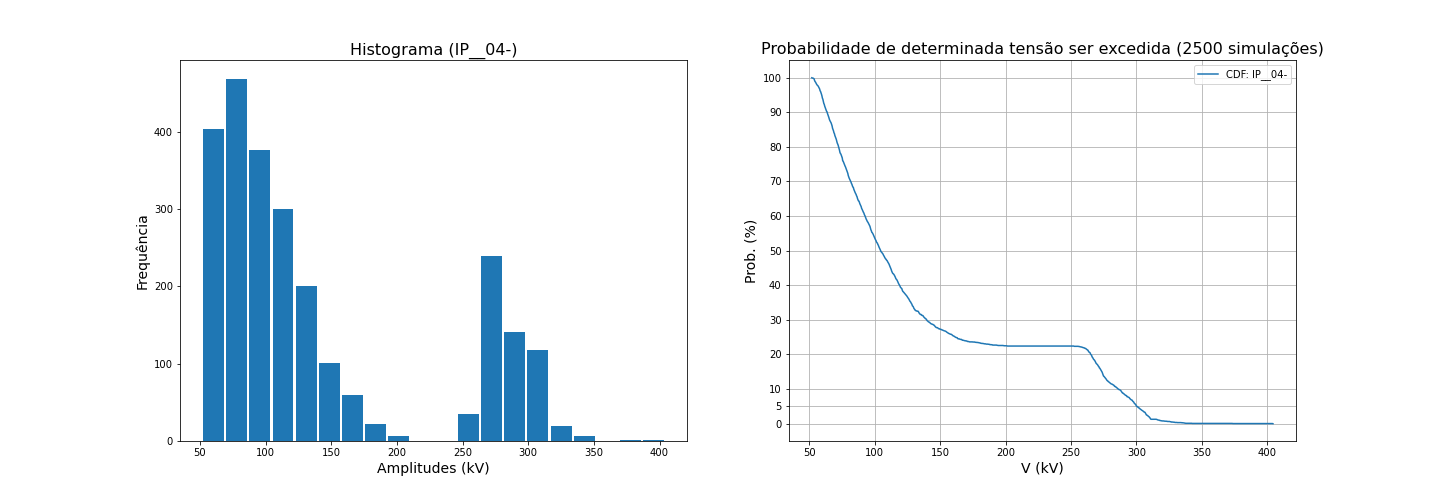 Histograma (IP__04-)
Frequência
400
300
200
100
0
50 100 150 200 250 300 350 400
Amplitudes (kV)
Probabilidade de determinada tensão ser excedida (2500 simulações)
CDF: IP__04-
Prob. (%)
100
90
80
70
60
50
40
30
20
10
5
0
50 100 150 200 250 300 350 400
V (kV)